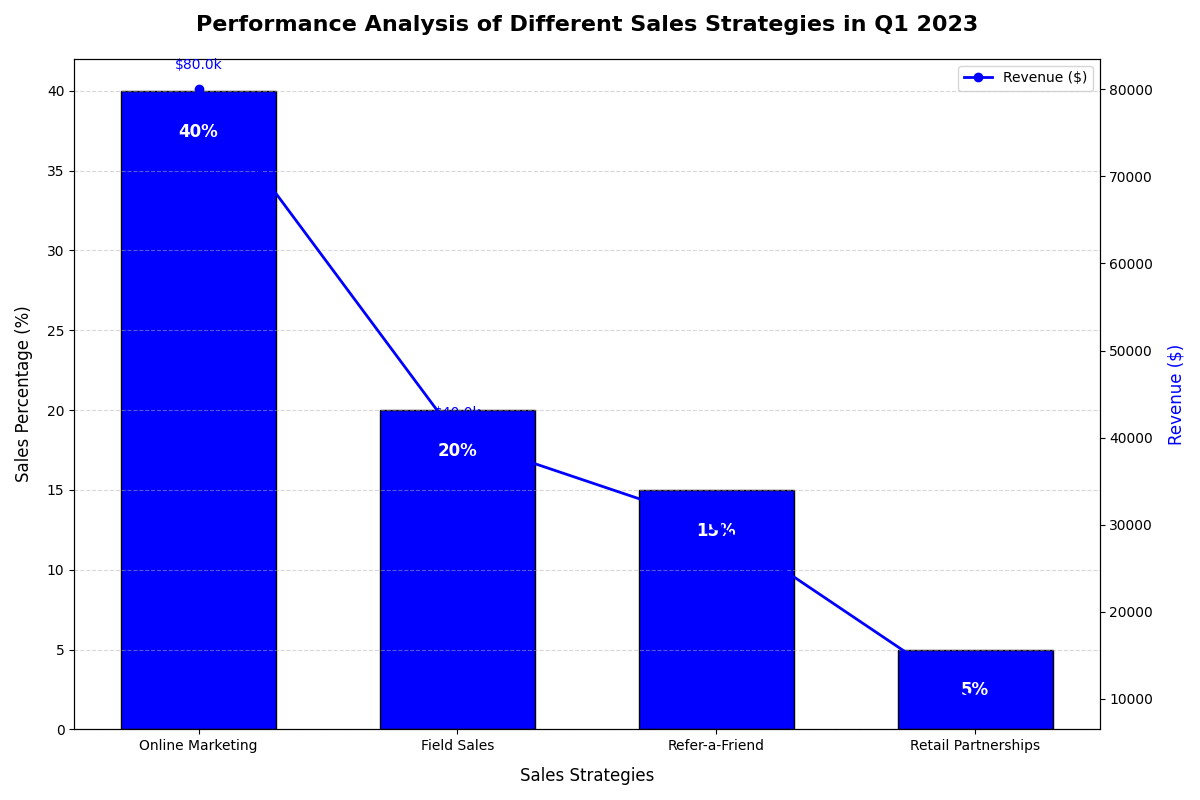 Performance Analysis of Different Sales Strategies in Q1 2023
$80.0k
Revenue ($)
40
35
30
25
20
15
10
5
0
Sales Percentage (%)
40%
20%
15%
5%
$40.0k
80000
70000
60000
50000
40000
30000
20000
10000
Revenue ($)
Online Marketing
Field Sales
Refer-a-Friend
Retail Partnerships
Sales Strategies